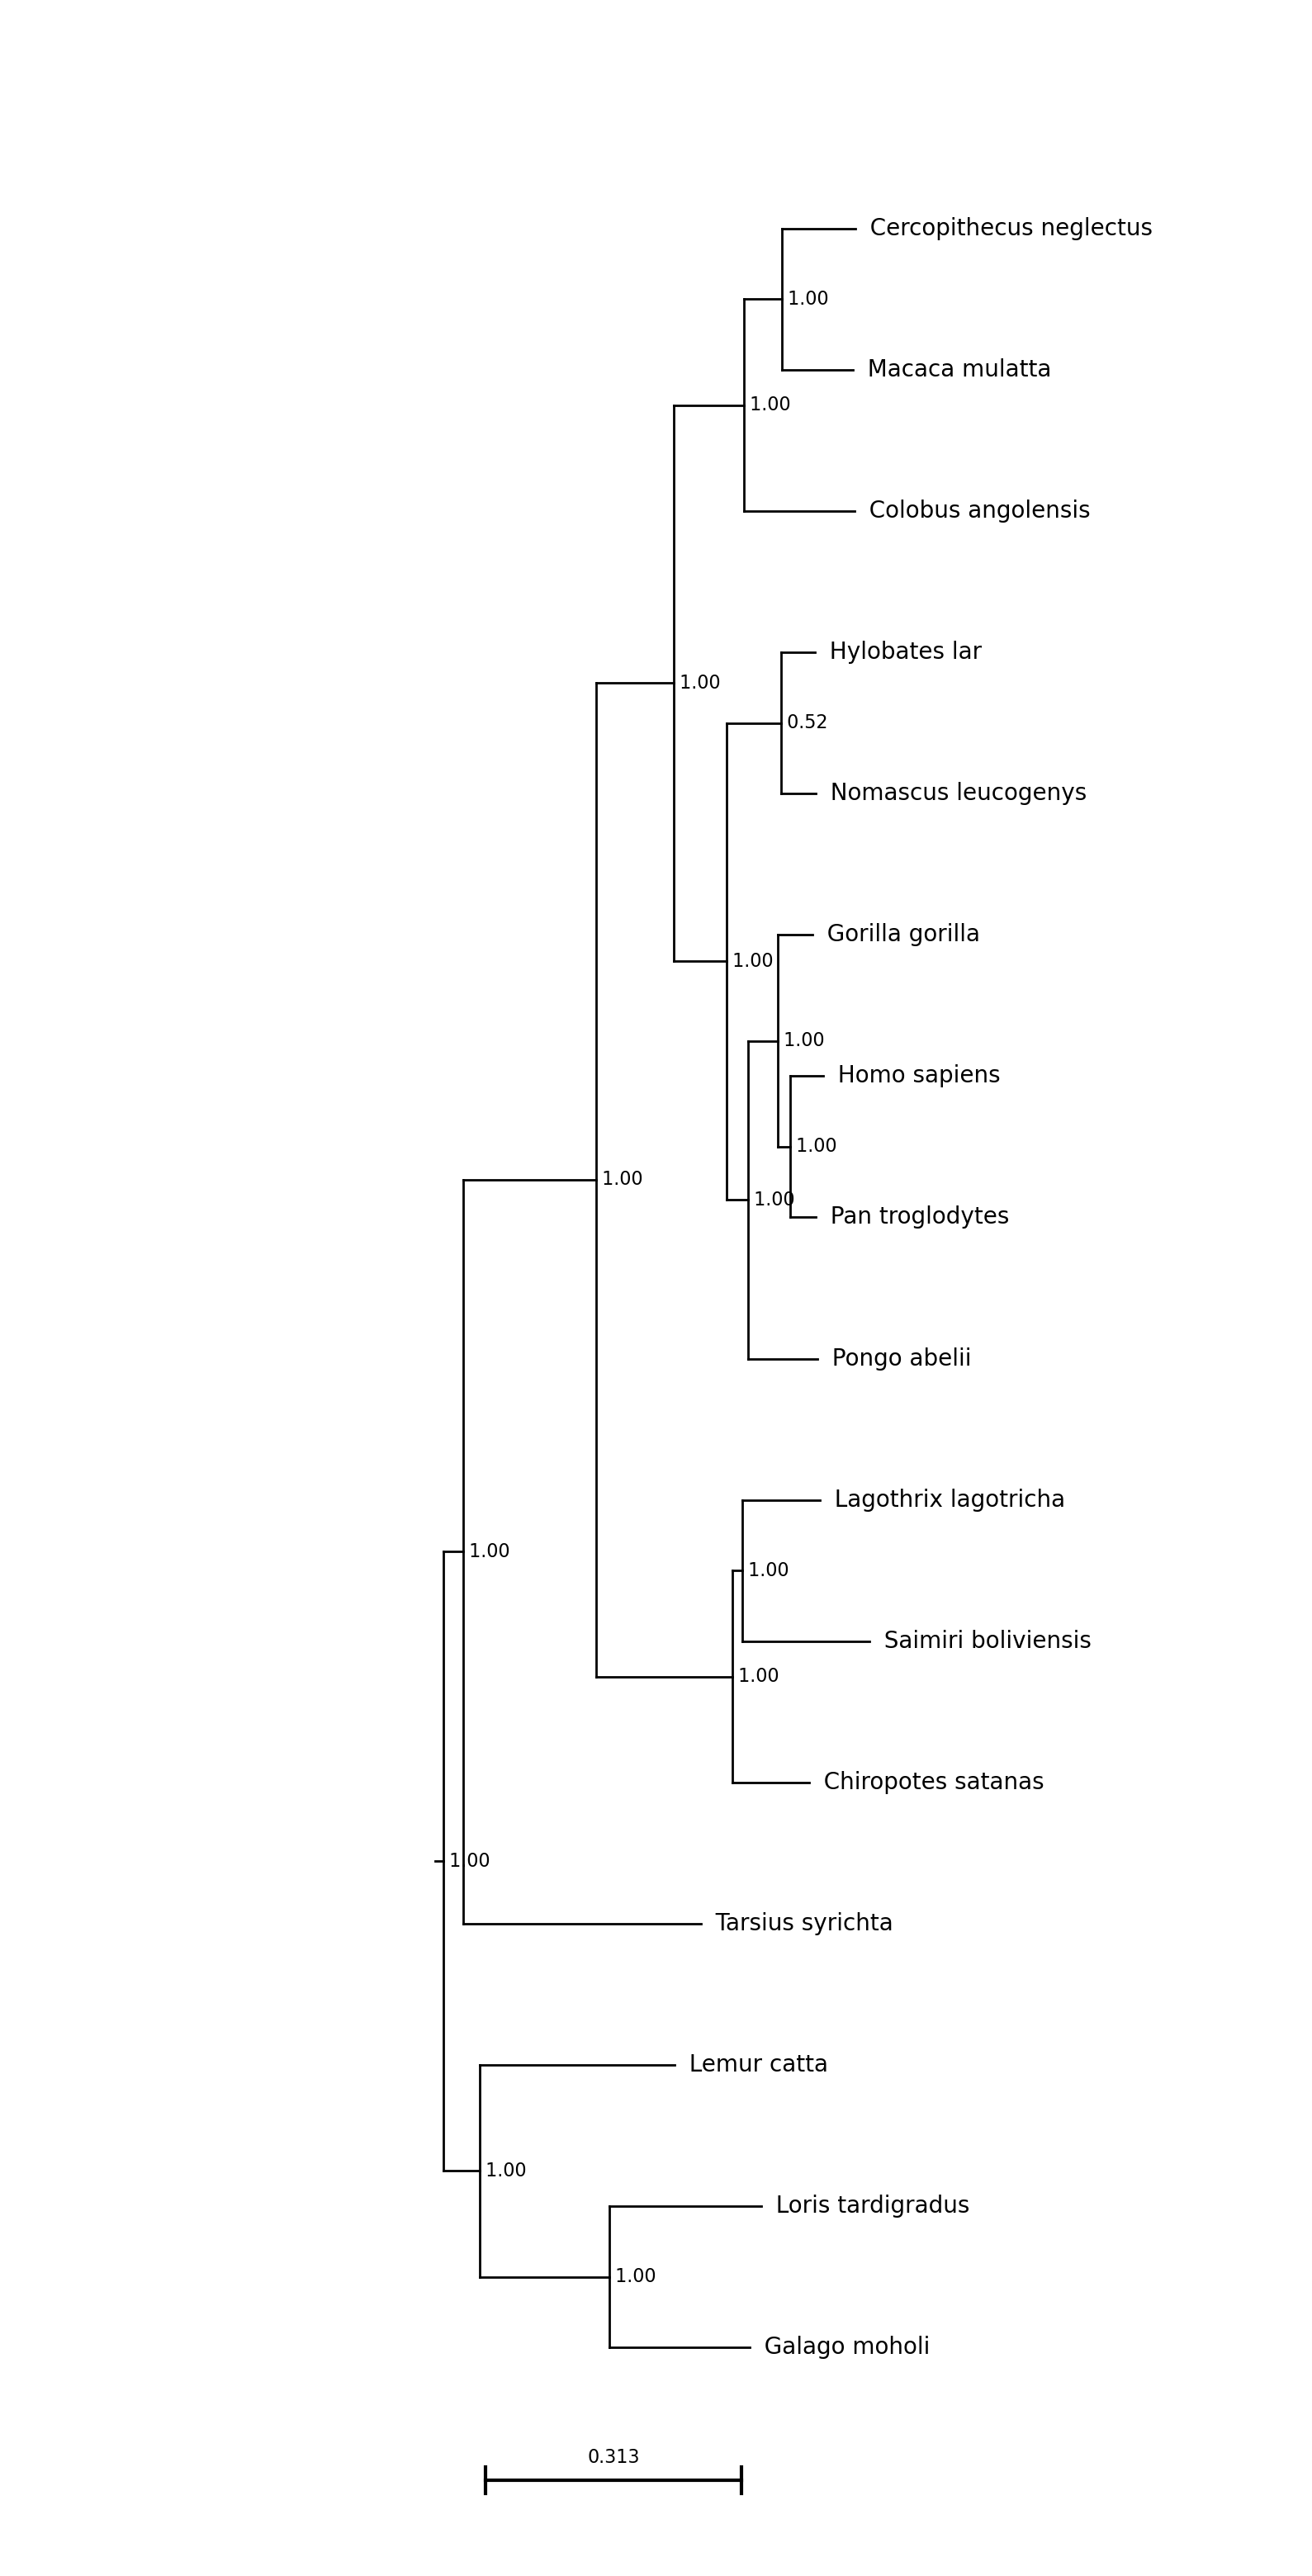 Cercopithecus neglectus
1.00
Macaca mulatta
1.00
Colobus angolensis
Hylobates lar
1.00
0.52
Nomascus leucogenys
Gorilla gorilla
1.00
1.00
Homo sapiens
1.00
1.00
1.00
Pan troglodytes
Pongo abelii
Lagothrix lagotricha
1.00
1.00
Saimiri boliviensis
1.00
Chiropotes satanas
1.00
Tarsius syrichta
Lemur catta
1.00
Loris tardigradus
1.00
Galago moholi
0.313